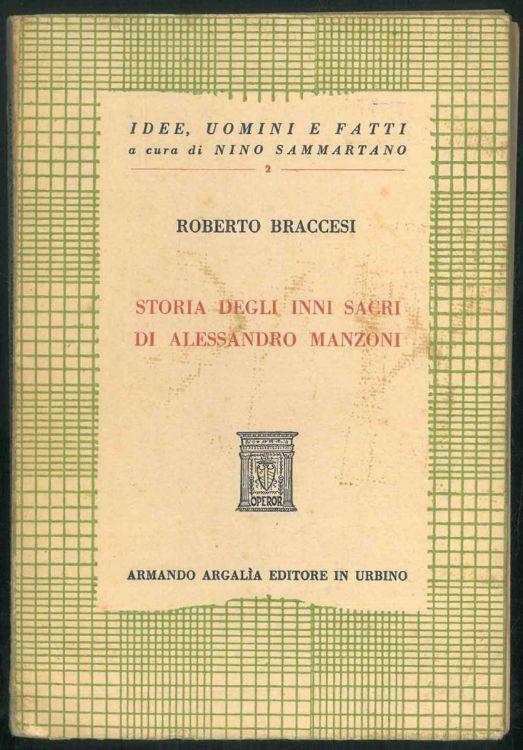 IDEE, UOMINI E FATTI
a cura di NINO SAMMARTANO
2
ROBERTO BRACCESI
STORIA DEGLI INNI SACRI
DI ALESSANDRO MANZONI
OPEROR
ARMANDO ARGALÌA EDITORE IN URBINO